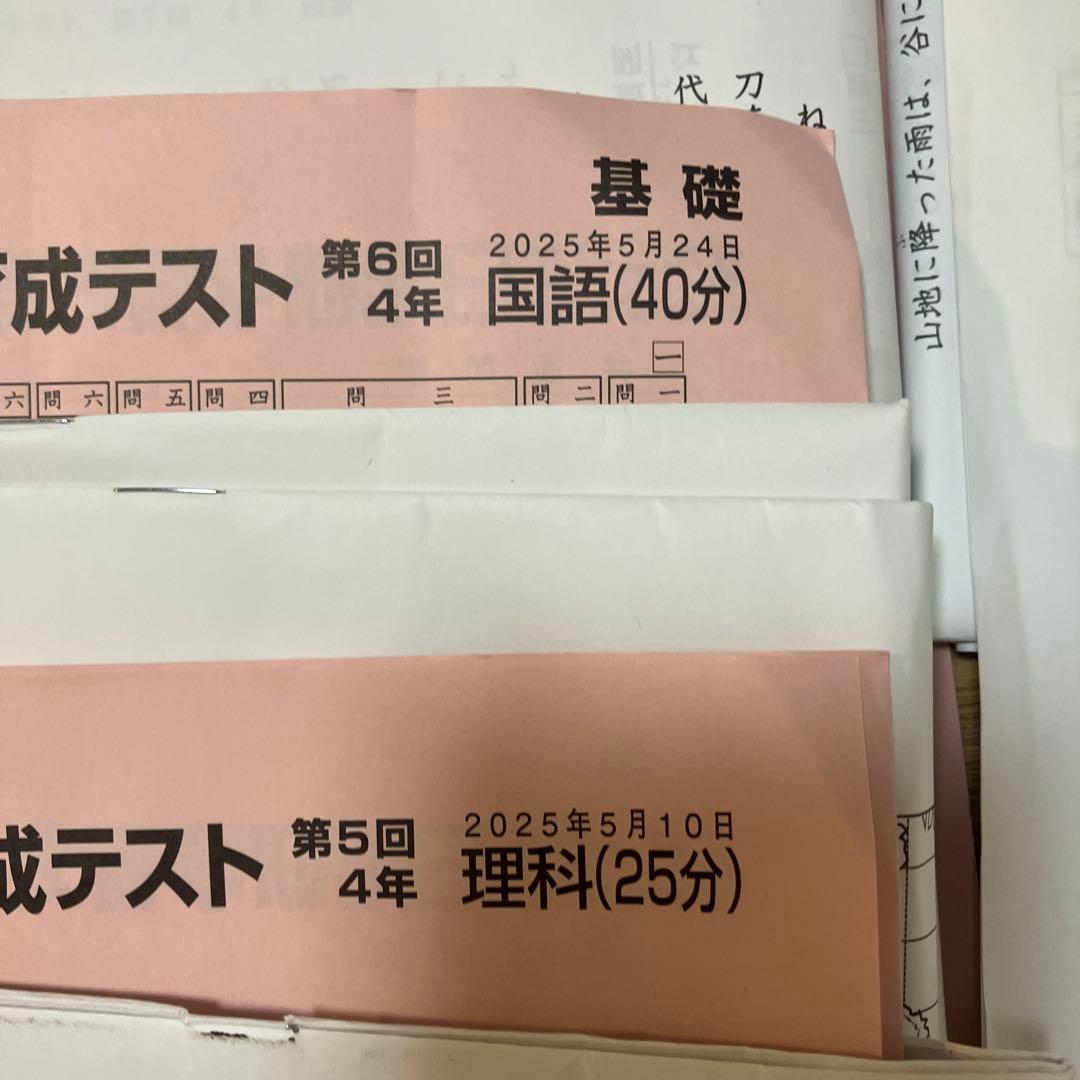 山地に降った雨は、谷に
ね
刀
代
基礎
成テスト 第6回 4年 2025年5月24日 国語(40分)
一
六 問六 問五 問四 問三 問二 問一
成テスト 第5回 4年 2025年5月10日 理科(25分)